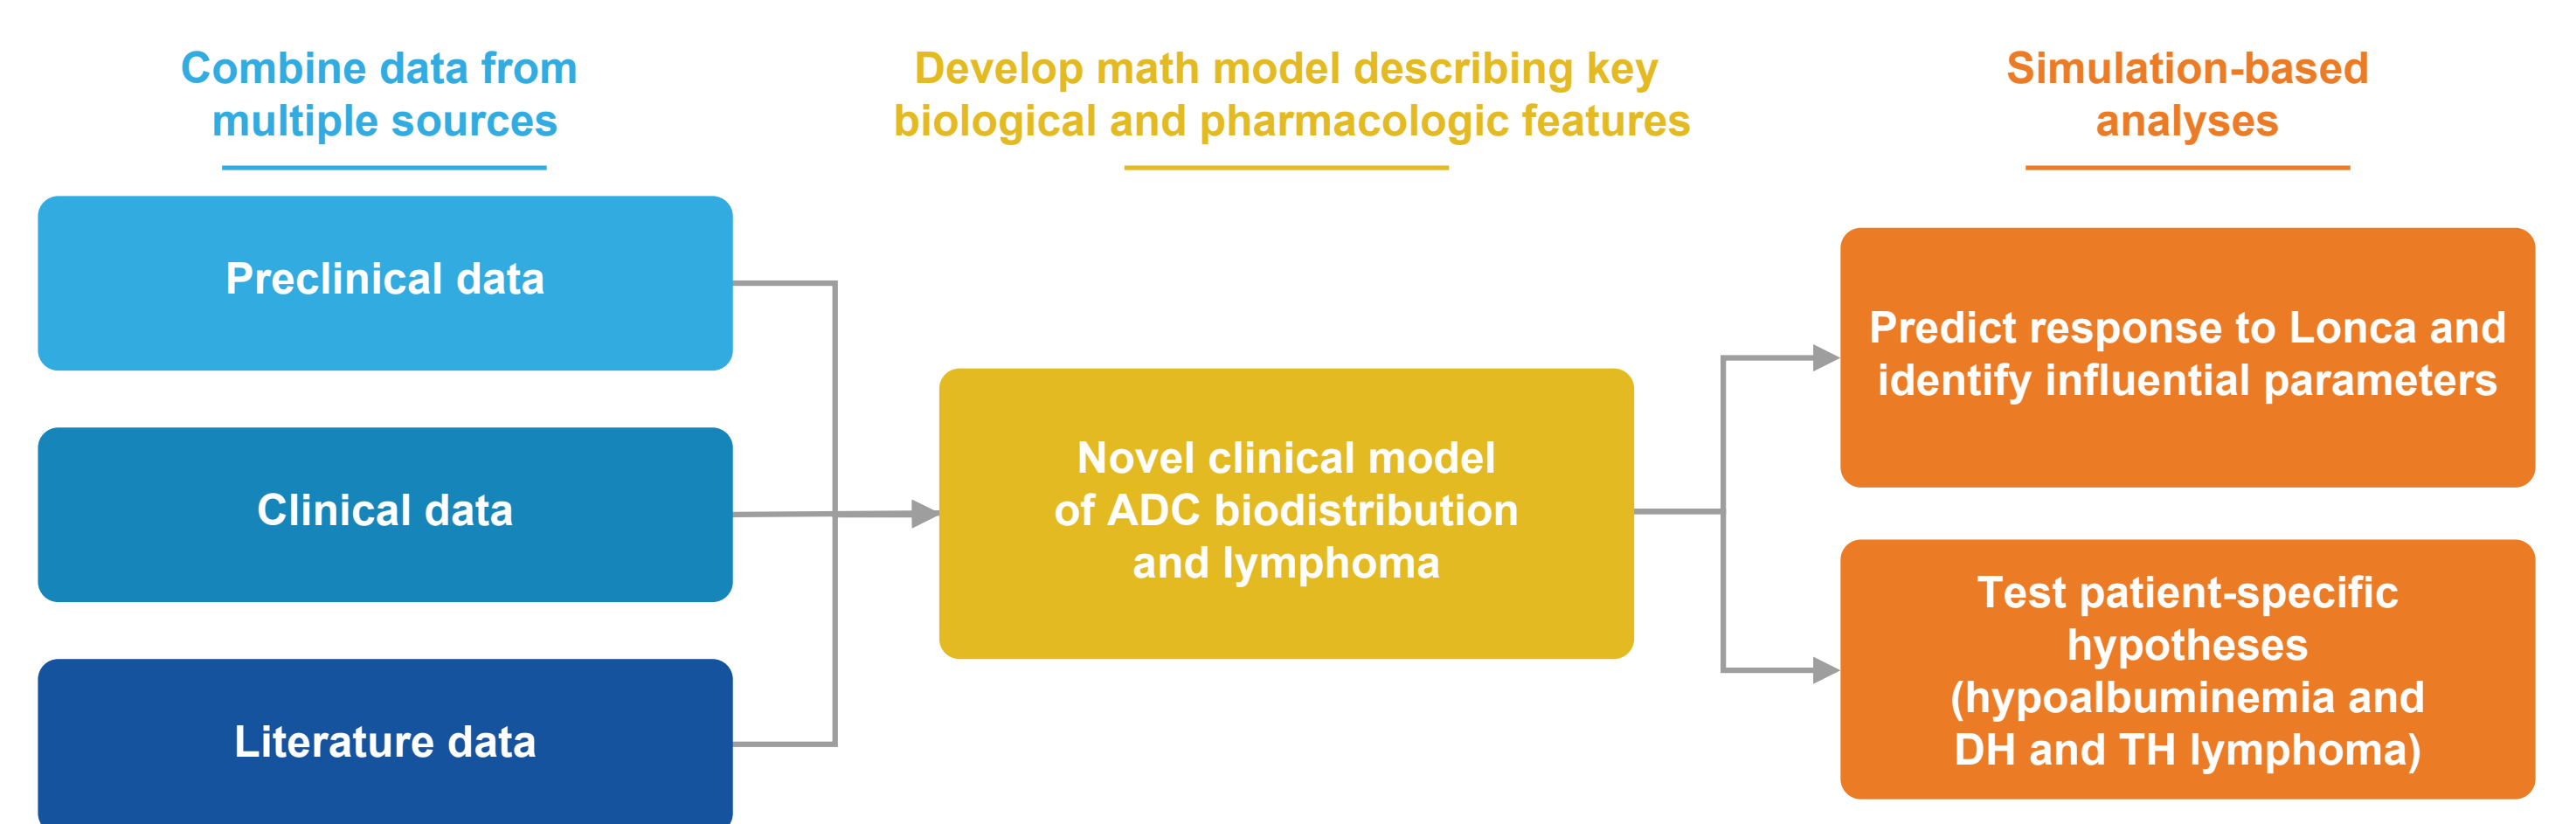 Combine data from
multiple sources
Develop math model describing key
biological and pharmacologic features
Simulation-based
analyses
Preclinical data
Clinical data
Literature data
Novel clinical model
of ADC biodistribution
and lymphoma
Predict response to Lonca and
identify influential parameters
Test patient-specific
hypotheses
(hypoalbuminemia and
DH and TH lymphoma)